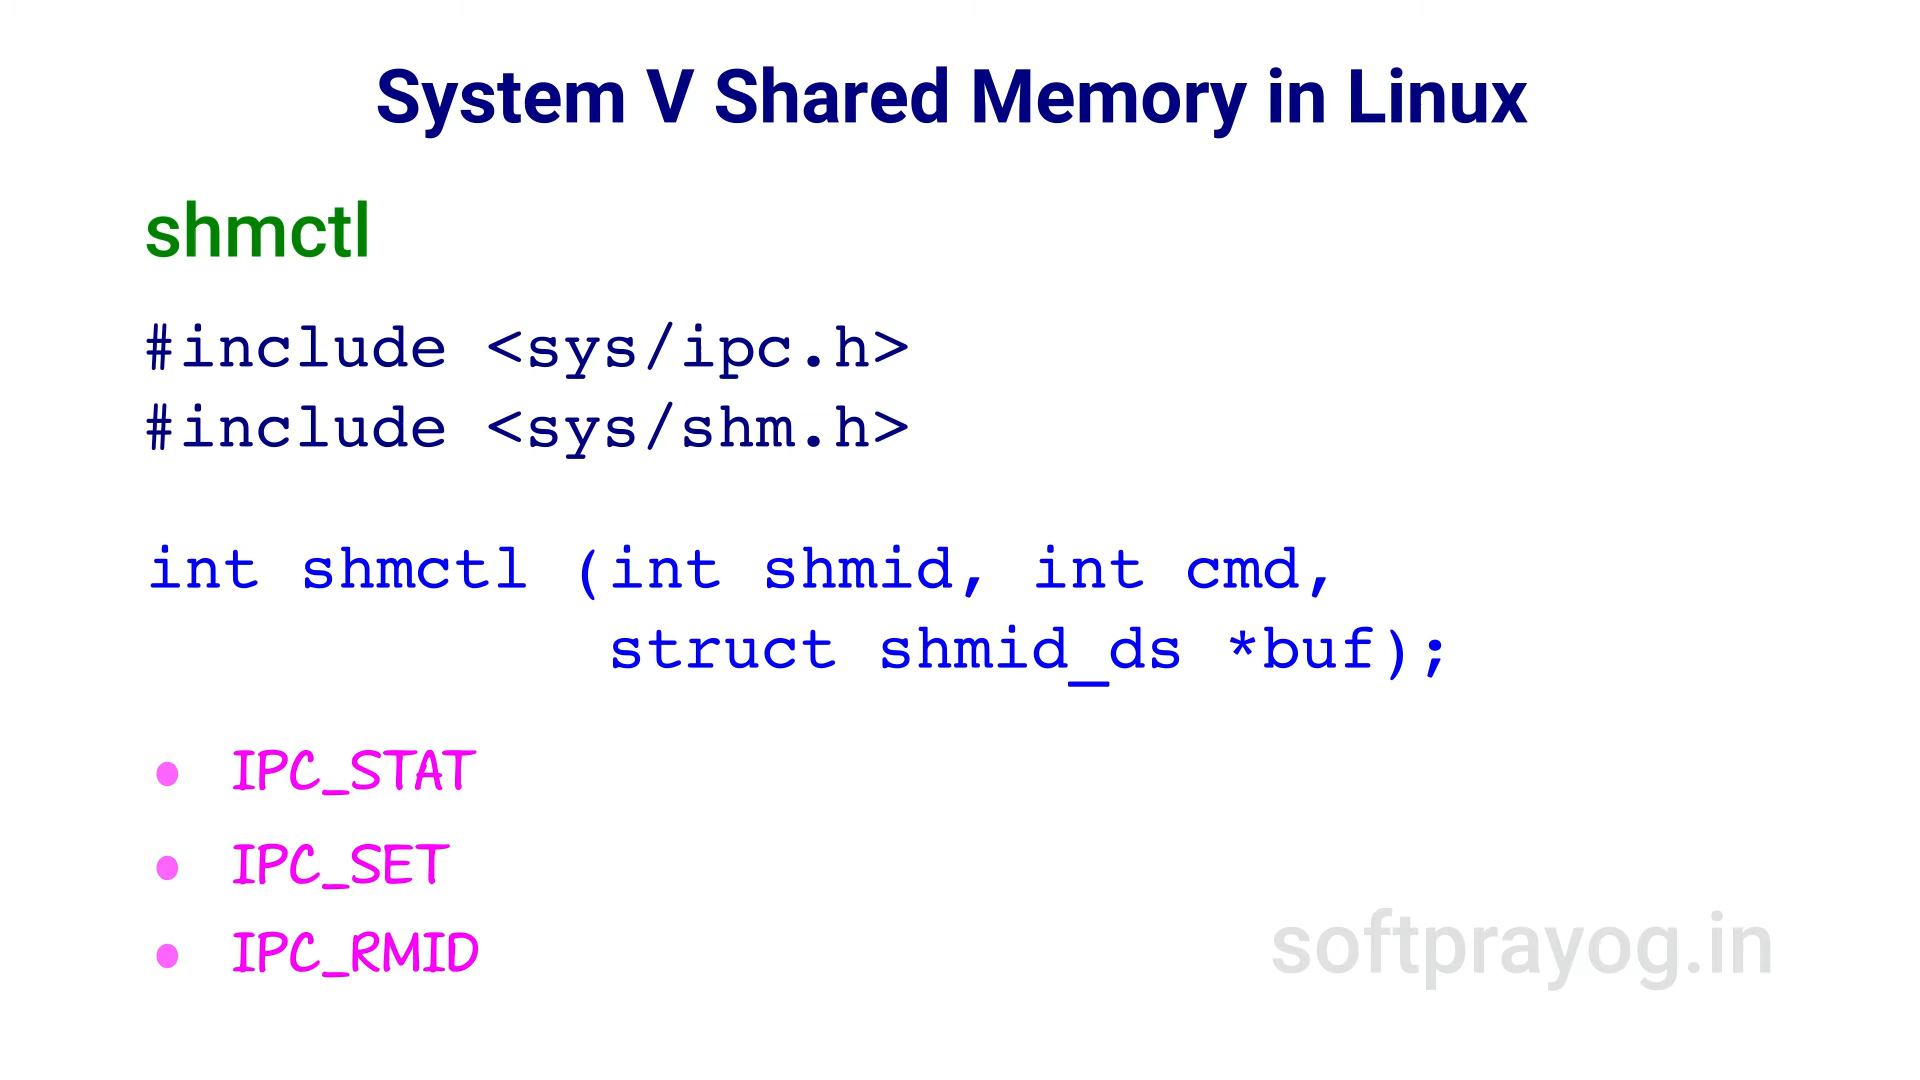 System V Shared Memory in Linux
shmctl
#include <sys/ipc.h>
#include <sys/shm.h>
int shmctl (int shmid, int cmd,
struct shmid_ds *buf);
● IPC_STAT
● IPC_SET
● IPC_RMID
softprayog.in